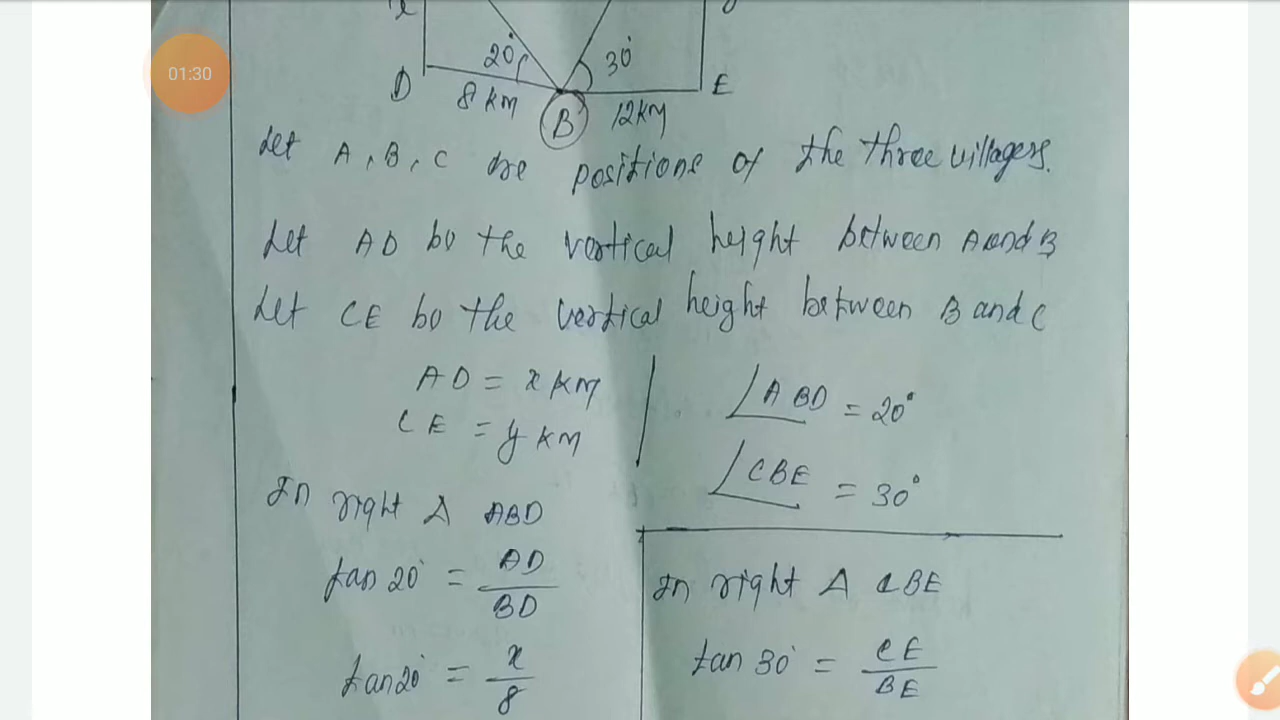 01:30
20°
30°
D
8 km
B
12 KM
E
Let A, B, C are positions of the three villagers.
Let AD be the vertical height between A and B
Let CE be the vertical height between B and C
AD = x KM
CE = y KM
∠ABD = 20°
∠CBE = 30°
In right Δ ABD
tan 20° = AD/BD
tan 20° = x/8
In right Δ CBE
tan 30° = CE/BE